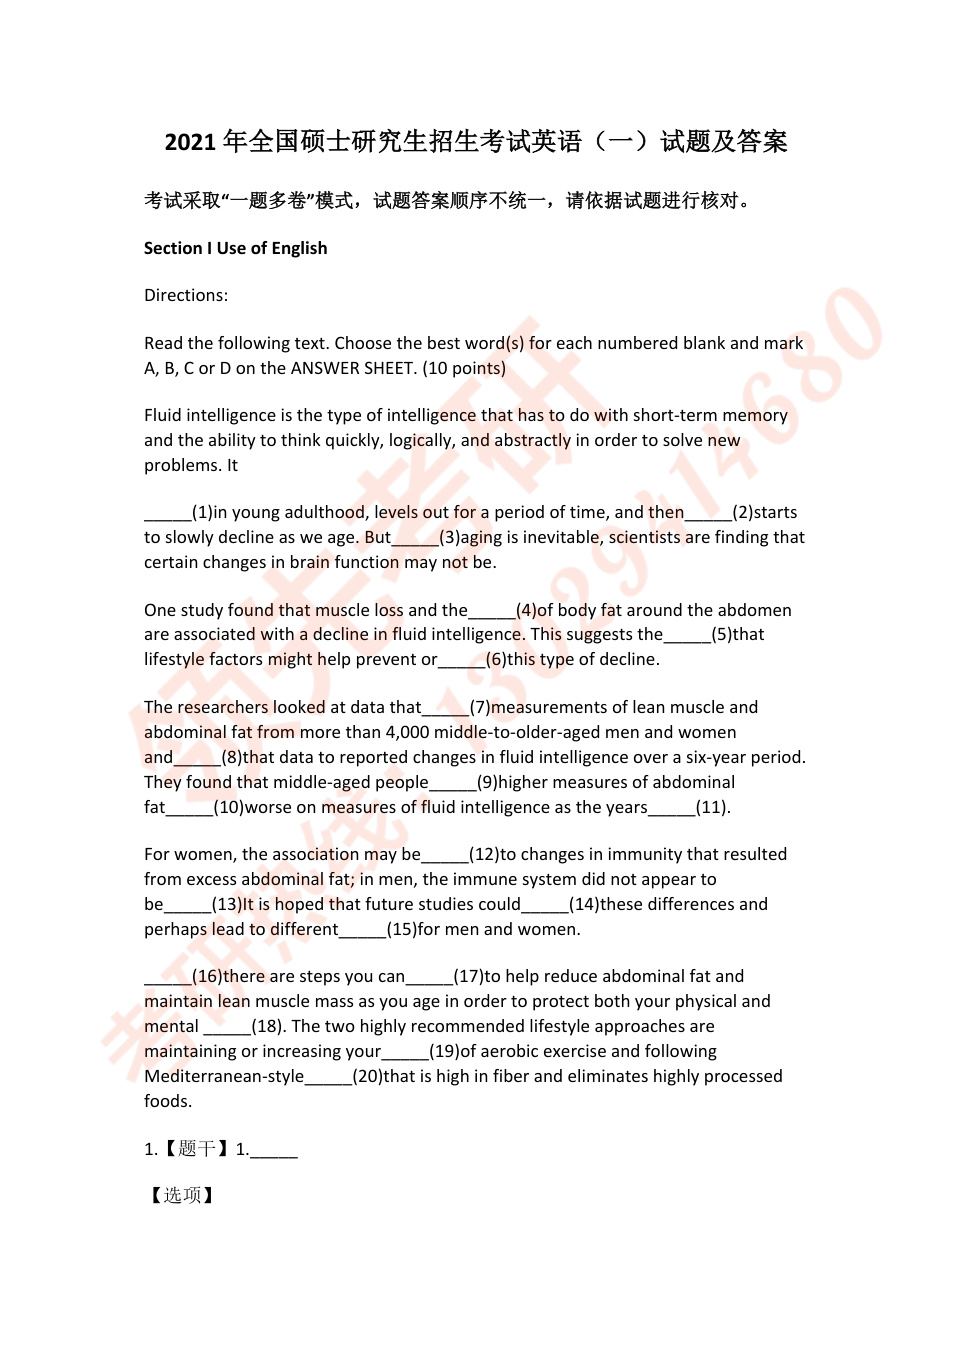 2021 年全国硕士研究生招生考试英语（一）试题及答案
考试采取“一题多卷”模式，试题答案顺序不统一，请依据试题进行核对。
Section I Use of English
Directions:
Read the following text. Choose the best word(s) for each numbered blank and mark
A, B, C or D on the ANSWER SHEET. (10 points)
Fluid intelligence is the type of intelligence that has to do with short-term memory
and the ability to think quickly, logically, and abstractly in order to solve new
problems. It
_____(1)in young adulthood, levels out for a period of time, and then_____(2)starts
to slowly decline as we age. But_____(3)aging is inevitable, scientists are finding that
certain changes in brain function may not be.
One study found that muscle loss and the_____(4)of body fat around the abdomen
are associated with a decline in fluid intelligence. This suggests the_____(5)that
lifestyle factors might help prevent or_____(6)this type of decline.
The researchers looked at data that_____(7)measurements of lean muscle and
abdominal fat from more than 4,000 middle-to-older-aged men and women
and_____(8)that data to reported changes in fluid intelligence over a six-year period.
They found that middle-aged people_____(9)higher measures of abdominal
fat_____(10)worse on measures of fluid intelligence as the years_____(11).
For women, the association may be_____(12)to changes in immunity that resulted
from excess abdominal fat; in men, the immune system did not appear to
be_____(13)It is hoped that future studies could_____(14)these differences and
perhaps lead to different_____(15)for men and women.
_____(16)there are steps you can_____(17)to help reduce abdominal fat and
maintain lean muscle mass as you age in order to protect both your physical and
mental _____(18). The two highly recommended lifestyle approaches are
maintaining or increasing your_____(19)of aerobic exercise and following
Mediterranean-style_____(20)that is high in fiber and eliminates highly processed
foods.
1.【题干】1._____
【选项】
领先考研
考研热线：13029414680